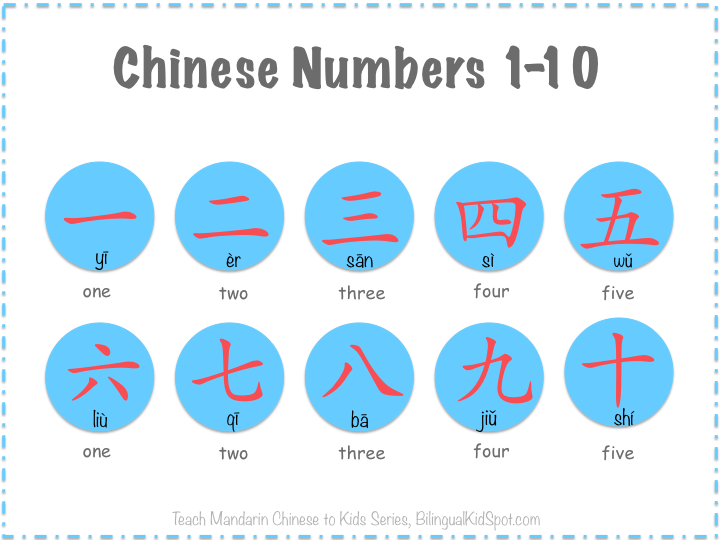 Chinese Numbers 1-10
一 二 三 四 五
yī èr sān sì wǔ
one two three four five
六 七 八 九 十
liù qī bā jiǔ shí
one two three four five
Teach Mandarin Chinese to Kids Series, BilingualKidSpot.com